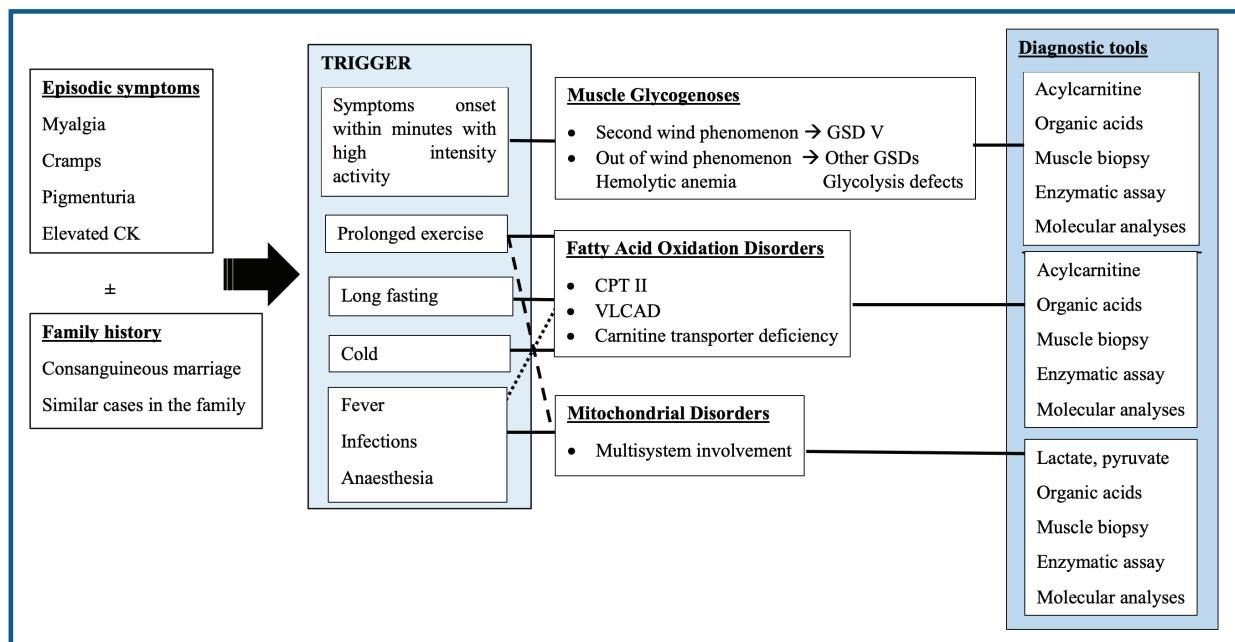 Episodic symptoms
Myalgia
Cramps
Pigmenturia
Elevated CK
±
Family history
Consanguineous marriage
Similar cases in the family
TRIGGER
Symptoms onset
within minutes with
high intensity
activity
Prolonged exercise
Long fasting
Cold
Fever
Infections
Anaesthesia
Muscle Glycogenoses
• Second wind phenomenon → GSD V
• Out of wind phenomenon → Other GSDs
Hemolytic anemia Glycolysis defects
Fatty Acid Oxidation Disorders
• CPT II
• VLCAD
• Carnitine transporter deficiency
Mitochondrial Disorders
• Multisystem involvement
Diagnostic tools
Acylcarnitine
Organic acids
Muscle biopsy
Enzymatic assay
Molecular analyses
Acylcarnitine
Organic acids
Muscle biopsy
Enzymatic assay
Molecular analyses
Lactate, pyruvate
Organic acids
Muscle biopsy
Enzymatic assay
Molecular analyses